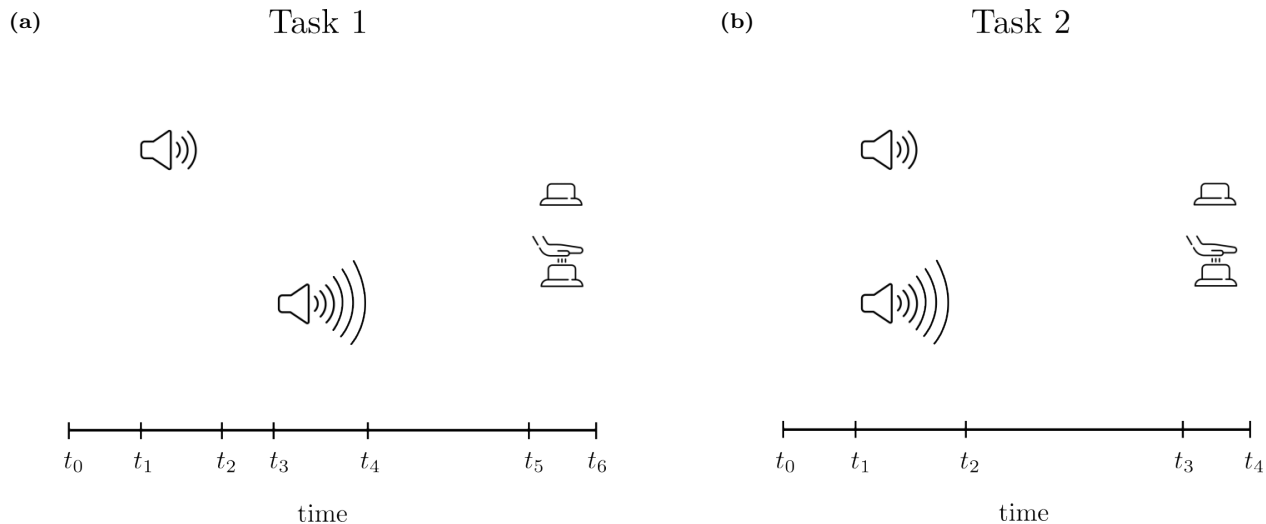 (a) Task 1
t0 t1 t2 t3 t4 t5 t6
time
(b) Task 2
t0 t1 t2 t3 t4
time